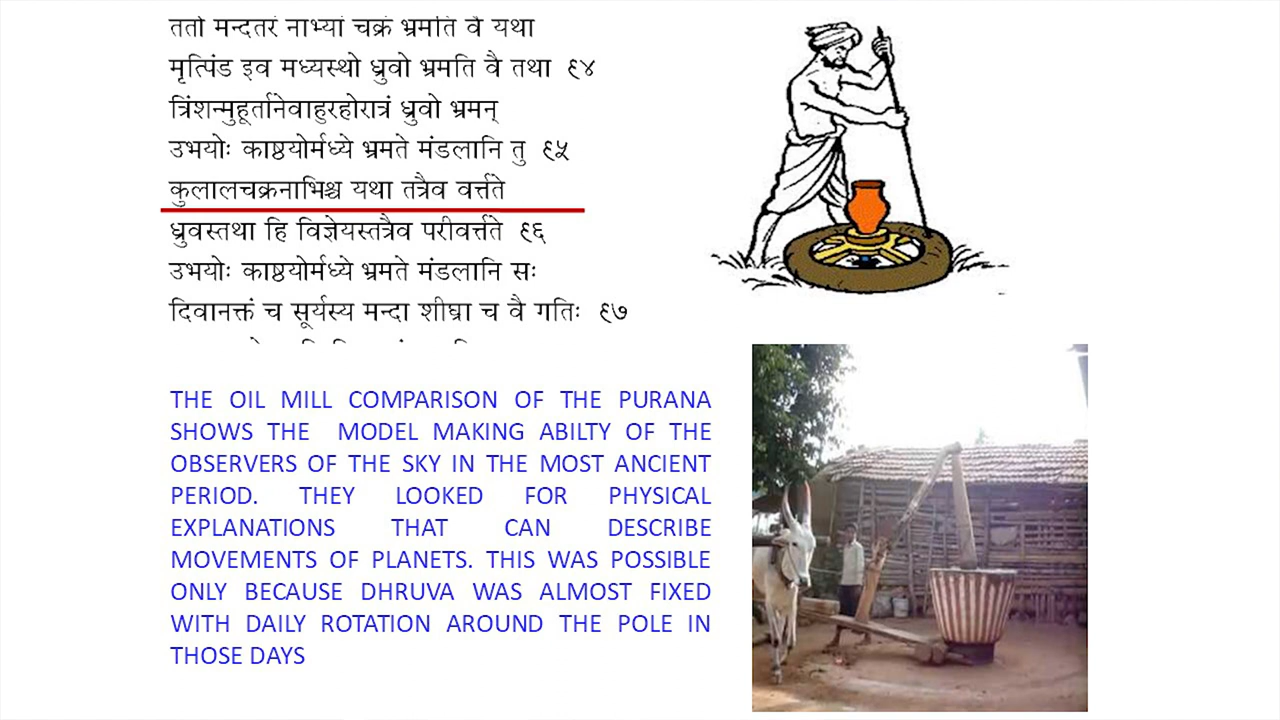 ततो मन्दतरं नाभ्यां चक्रं भ्रमति वै यथा
मृत्पिंड इव मध्यस्थो ध्रुवो भ्रमति वै तथा ९४
त्रिंशन्मुहूर्तानेवाहुरहोरात्रं ध्रुवो भ्रमन्
उभयोः काष्ठयोर्मध्ये भ्रमते मंडलानि तु ९५
कुलालचक्रनाभिश्च यथा तत्रैव वर्त्तते
ध्रुवस्तथा हि विज्ञेयस्तत्रैव परीवर्त्तते ९६
उभयोः काष्ठयोर्मध्ये भ्रमते मंडलानि सः
दिवानक्तं च सूर्यस्य मन्दा शीघ्रा च वै गतिः ९७
THE OIL MILL COMPARISON OF THE PURANA
SHOWS THE MODEL MAKING ABILTY OF THE
OBSERVERS OF THE SKY IN THE MOST ANCIENT
PERIOD. THEY LOOKED FOR PHYSICAL
EXPLANATIONS THAT CAN DESCRIBE
MOVEMENTS OF PLANETS. THIS WAS POSSIBLE
ONLY BECAUSE DHRUVA WAS ALMOST FIXED
WITH DAILY ROTATION AROUND THE POLE IN
THOSE DAYS